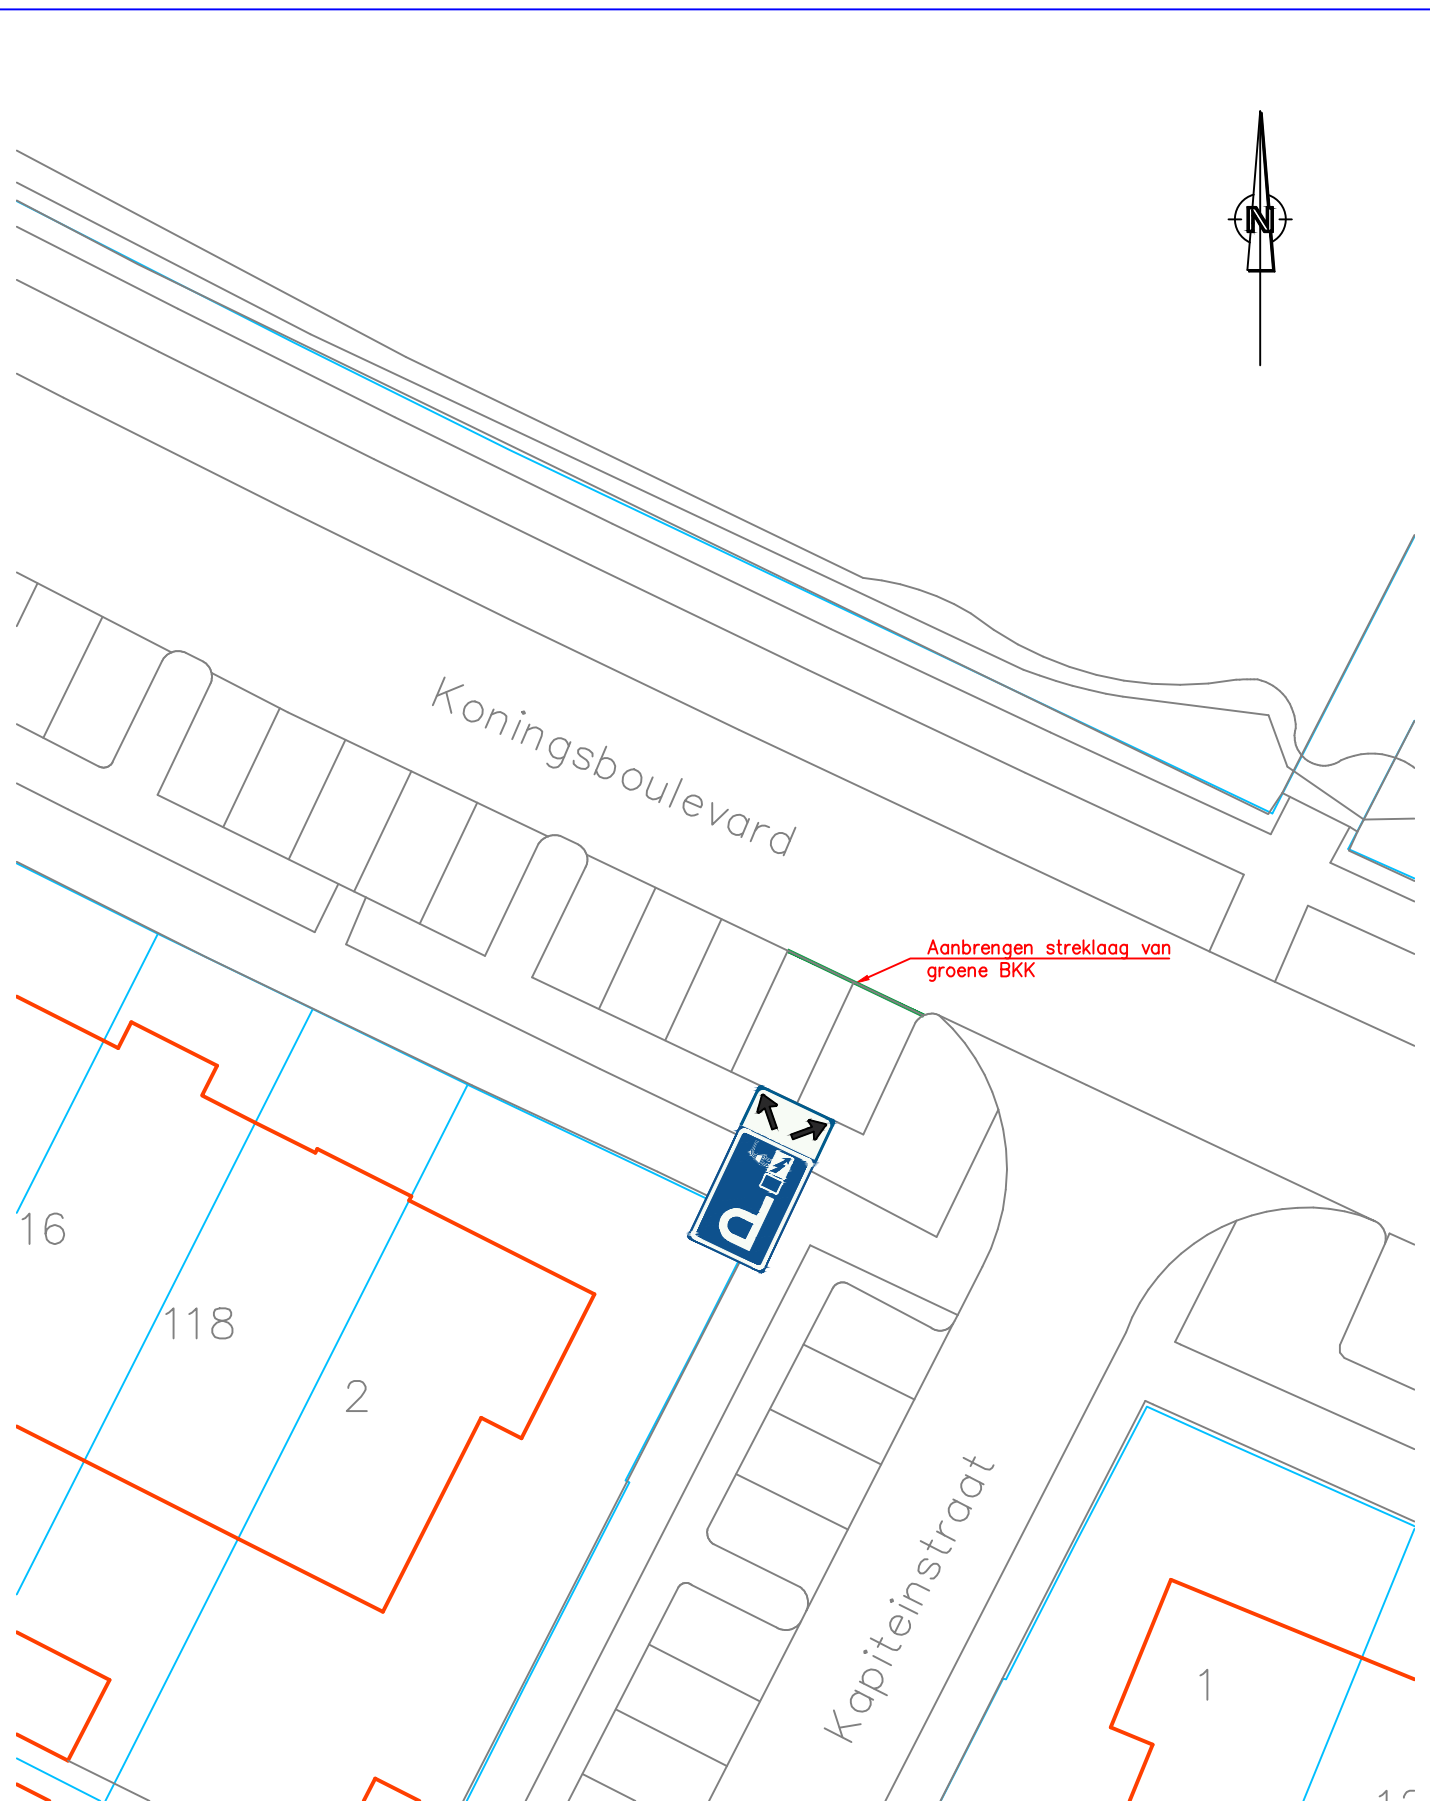 N
Koningsboulevard
Aanbrengen streklaag van
groene BKK
P
16
118
2
Kapiteinstraat
1